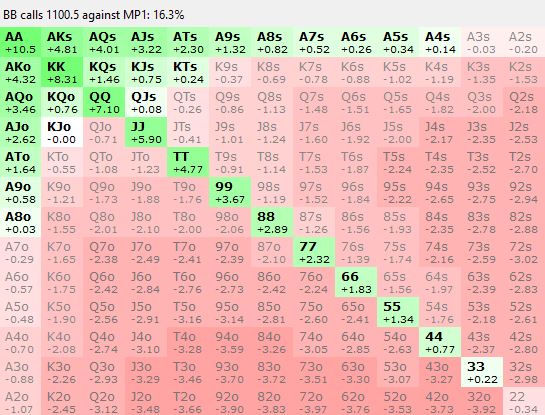 BB calls 1100.5 against MP1: 16.3%
AA AKs AQs AJs ATs A9s A8s A7s A6s A5s A4s A3s A2s
+10.5 +4.81 +4.01 +3.22 +2.30 +1.32 +0.82 +0.52 +0.26 +0.34 +0.14 -0.03 -0.20
AKo KK KQs KJs KTs K9s K8s K7s K6s K5s K4s K3s K2s
+4.32 +8.31 +1.46 +0.75 +0.24 -0.37 -0.69 -0.78 -0.88 -1.02 -1.19 -1.35 -1.53
AQo KQo QQ QJs QTs Q9s Q8s Q7s Q6s Q5s Q4s Q3s Q2s
+3.46 +0.76 +7.10 +0.08 -0.26 -0.86 -1.13 -1.48 -1.51 -1.65 -1.82 -2.00 -2.18
AJo KJo QJo JJ JTs J9s J8s J7s J6s J5s J4s J3s J2s
+2.62 -0.00 -0.71 +5.90 -0.41 -1.01 -1.24 -1.60 -1.92 -2.00 -2.17 -2.35 -2.53
ATo KTo QTo JTo TT T9s T8s T7s T6s T5s T4s T3s T2s
+1.64 -0.55 -1.08 -1.23 +4.77 -0.91 -1.14 -1.53 -1.87 -2.24 -2.35 -2.52 -2.70
A9o K9o Q9o J9o T9o 99 98s 97s 96s 95s 94s 93s 92s
+0.58 -1.21 -1.73 -1.88 -1.76 +3.67 -1.19 -1.52 -1.84 -2.22 -2.65 -2.75 -2.94
A8o K8o Q8o J8o T8o 98o 88 87s 86s 85s 84s 83s 82s
+0.03 -1.55 -2.01 -2.10 -2.00 -2.06 +2.89 -1.26 -1.56 -1.93 -2.35 -2.78 -2.88
A7o K7o Q7o J7o T7o 97o 87o 77 76s 75s 74s 73s 72s
-0.29 -1.65 -2.38 -2.49 -2.41 -2.39 -2.10 +2.32 -1.39 -1.74 -2.16 -2.59 -3.02
A6o K6o Q6o J6o T6o 96o 86o 76o 66 65s 64s 63s 62s
-0.57 -1.75 -2.42 -2.84 -2.76 -2.73 -2.42 -2.24 +1.83 -1.56 -1.97 -2.39 -2.83
A5o K5o Q5o J5o T5o 95o 85o 75o 65o 55 54s 53s 52s
-0.48 -1.90 -2.56 -2.91 -3.16 -3.14 -2.81 -2.60 -2.41 +1.34 -1.76 -2.18 -2.61
A4o K4o Q4o J4o T4o 94o 84o 74o 64o 54o 44 43s 42s
-0.70 -2.08 -2.74 -3.10 -3.28 -3.59 -3.26 -3.05 -2.85 -2.63 +0.77 -2.37 -2.80
A3o K3o Q3o J3o T3o 93o 83o 73o 63o 53o 43o 33 32s
-0.88 -2.26 -2.93 -3.29 -3.46 -3.70 -3.72 -3.51 -3.30 -3.07 -3.27 +0.22 -2.98
A2o K2o Q2o J2o T2o 92o 82o 72o 62o 52o 42o 32o 22
-1.07 -2.45 -3.12 -3.48 -3.66 -3.90 -3.83 -3.97 -3.76 -3.53 -3.73 -3.92 -0.34